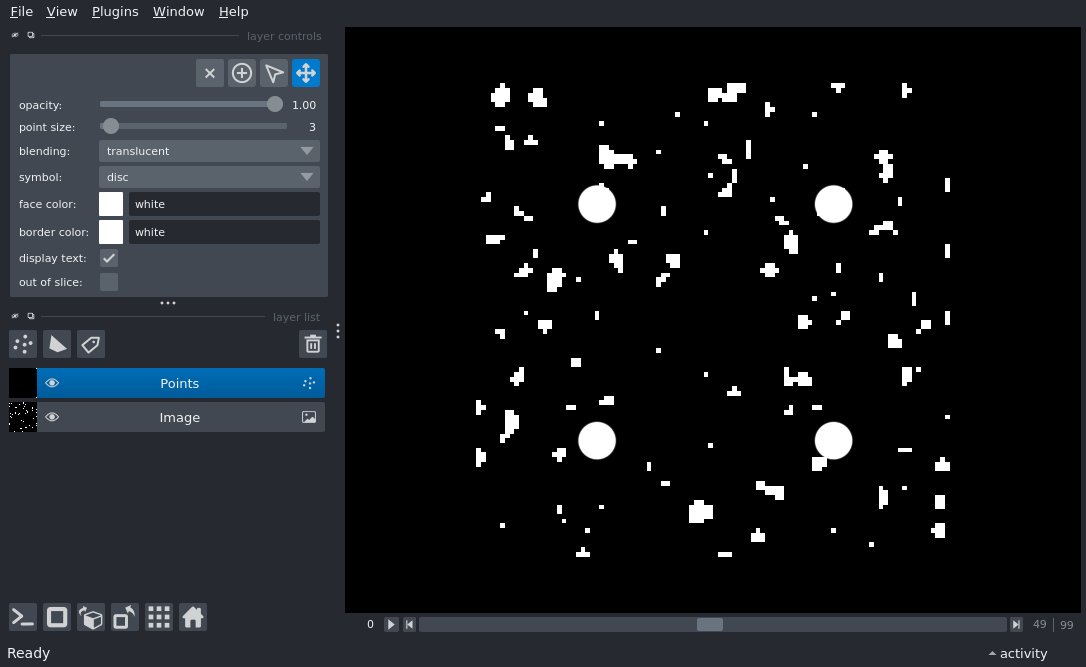 File View Plugins Window Help
layer controls
opacity: 1.00
point size: 3
blending: translucent
symbol: disc
face color: white
border color: white
display text:
out of slice:
layer list
Points
Image
0 49 | 99
Ready activity